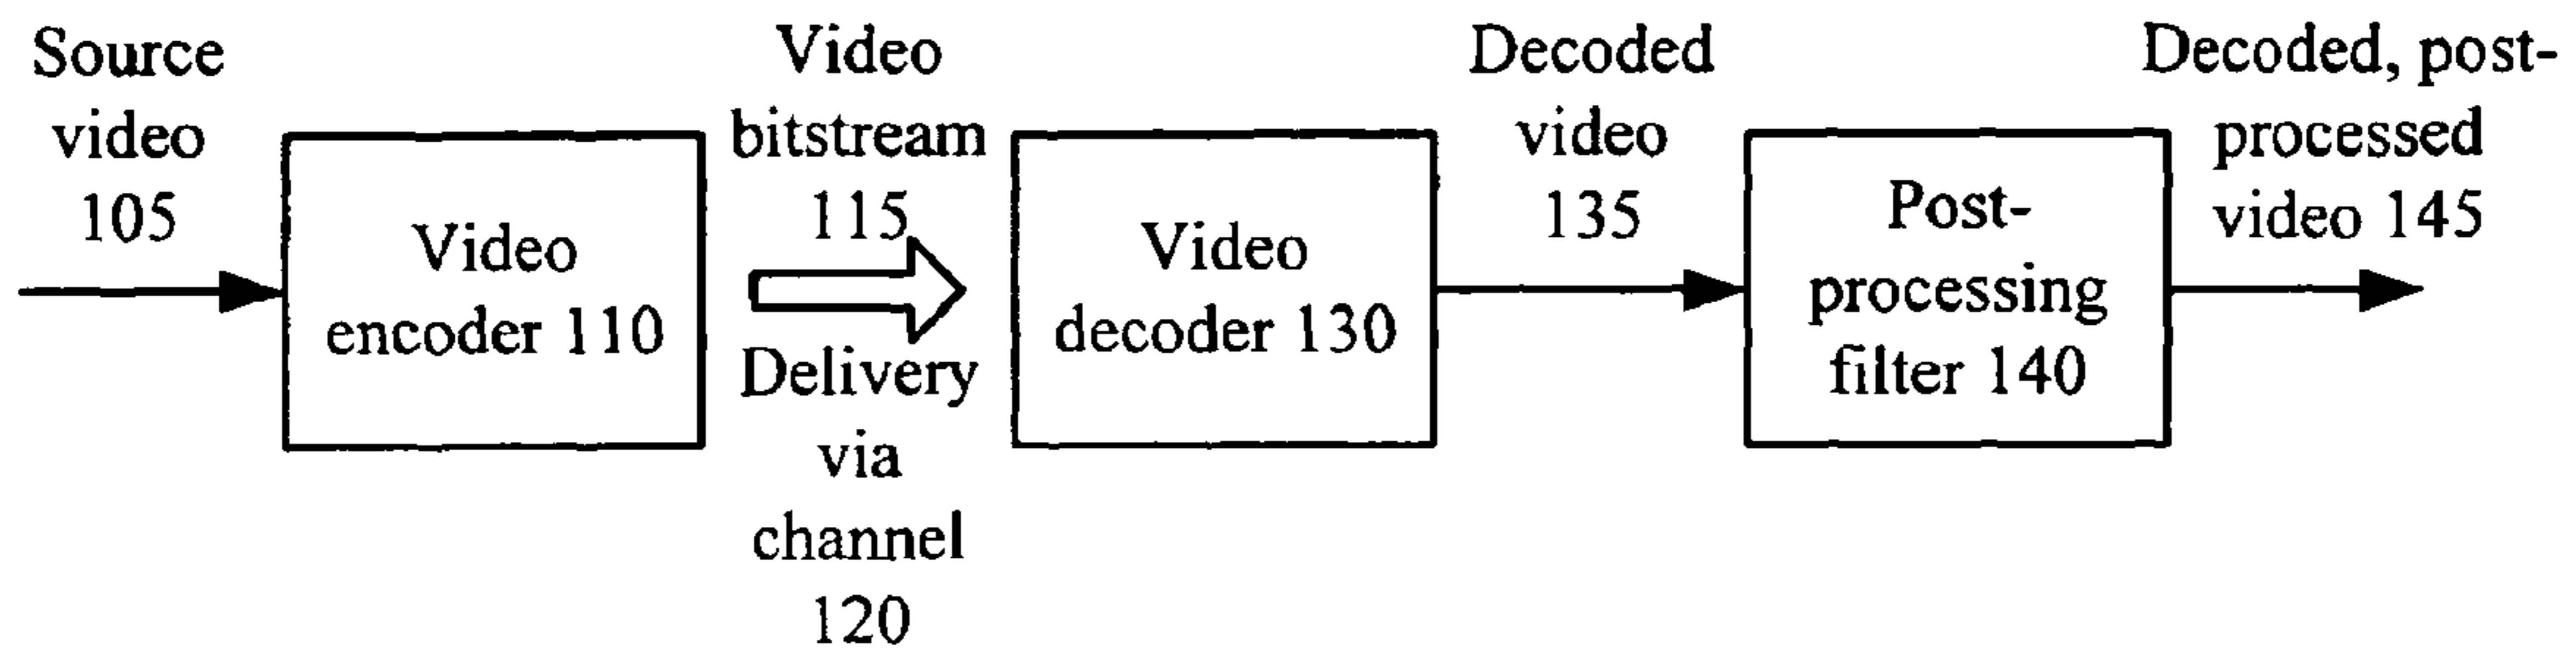 Source
video
105
Video
encoder 110
Video
bitstream
115
Delivery
via
channel
120
Video
decoder 130
Decoded
video
135
Post-
processing
filter 140
Decoded, post-
processed
video 145